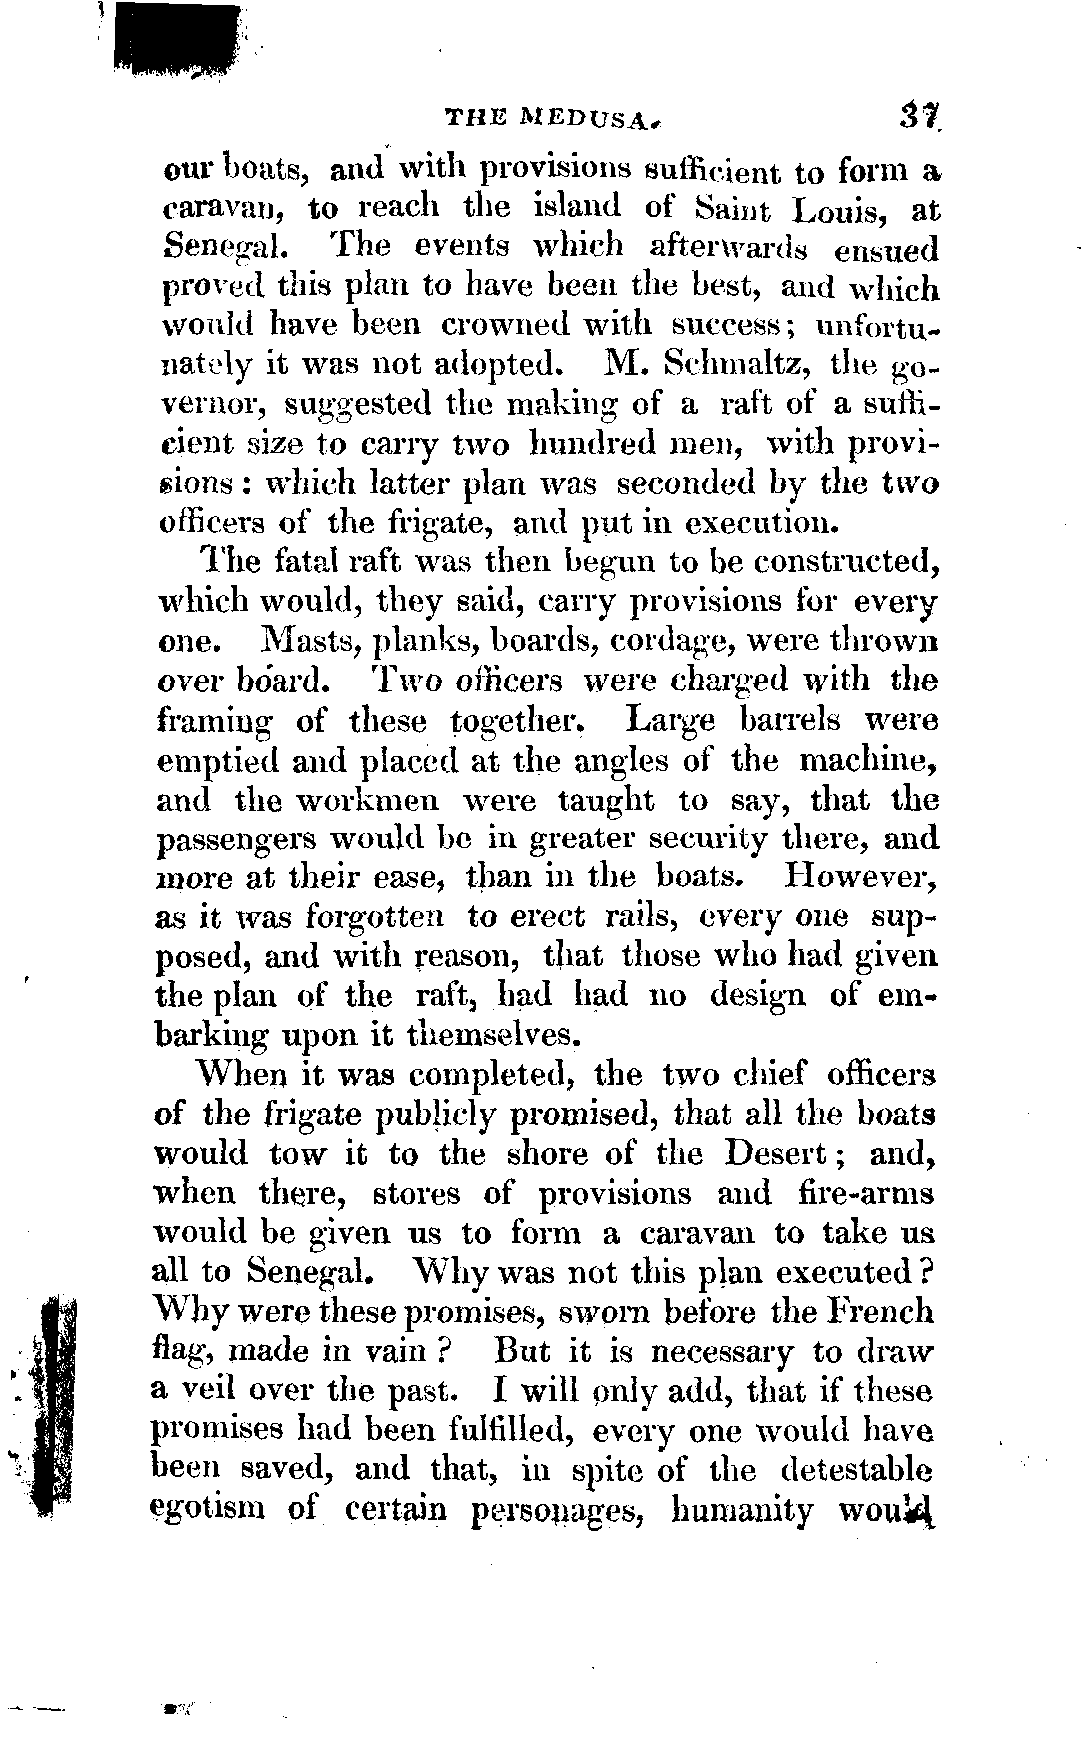 THE MEDUSA. 37
our boats, and with provisions sufficient to form a
caravan, to reach the island of Saint Louis, at
Senegal. The events which afterwards ensued
proved this plan to have been the best, and which
would have been crowned with success; unfortu-
nately it was not adopted. M. Schmaltz, the go-
vernor, suggested the making of a raft of a suffi-
cient size to carry two hundred men, with provi-
sions : which latter plan was seconded by the two
officers of the frigate, and put in execution.
The fatal raft was then begun to be constructed,
which would, they said, carry provisions for every
one. Masts, planks, boards, cordage, were thrown
over board. Two officers were charged with the
framing of these together. Large barrels were
emptied and placed at the angles of the machine,
and the workmen were taught to say, that the
passengers would be in greater security there, and
more at their ease, than in the boats. However,
as it was forgotten to erect rails, every one sup-
posed, and with reason, that those who had given
the plan of the raft, had had no design of em-
barking upon it themselves.
When it was completed, the two chief officers
of the frigate publicly promised, that all the boats
would tow it to the shore of the Desert ; and,
when there, stores of provisions and fire-arms
would be given us to form a caravan to take us
all to Senegal. Why was not this plan executed ?
Why were these promises, sworn before the French
flag, made in vain ? But it is necessary to draw
a veil over the past. I will only add, that if these
promises had been fulfilled, every one would have
been saved, and that, in spite of the detestable
egotism of certain personages, humanity would